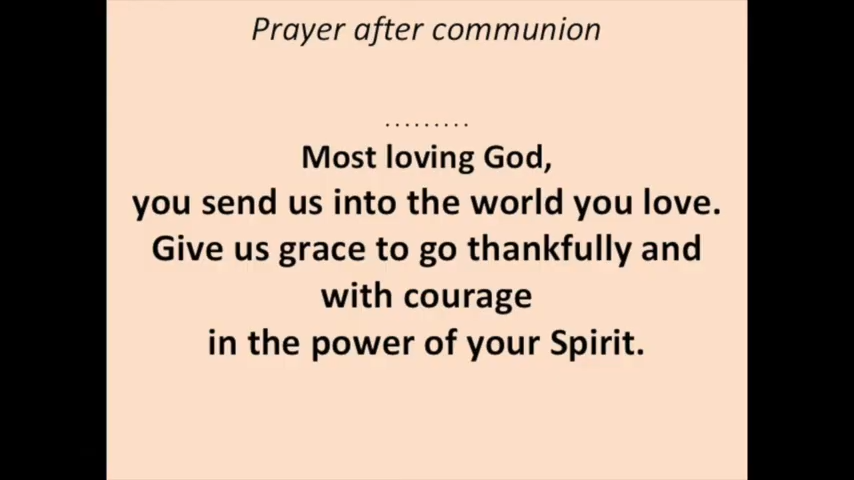 Prayer after communion
.........
Most loving God,
you send us into the world you love.
Give us grace to go thankfully and
with courage
in the power of your Spirit.